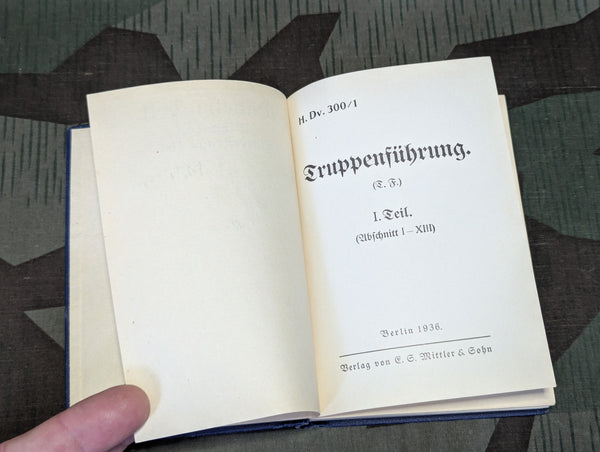 H. Dv. 300/1
Truppenführung.
(T. F.)
I. Teil.
(Abschnitt I–XIII)
Berlin 1936.
Verlag von E. S. Mittler & Sohn